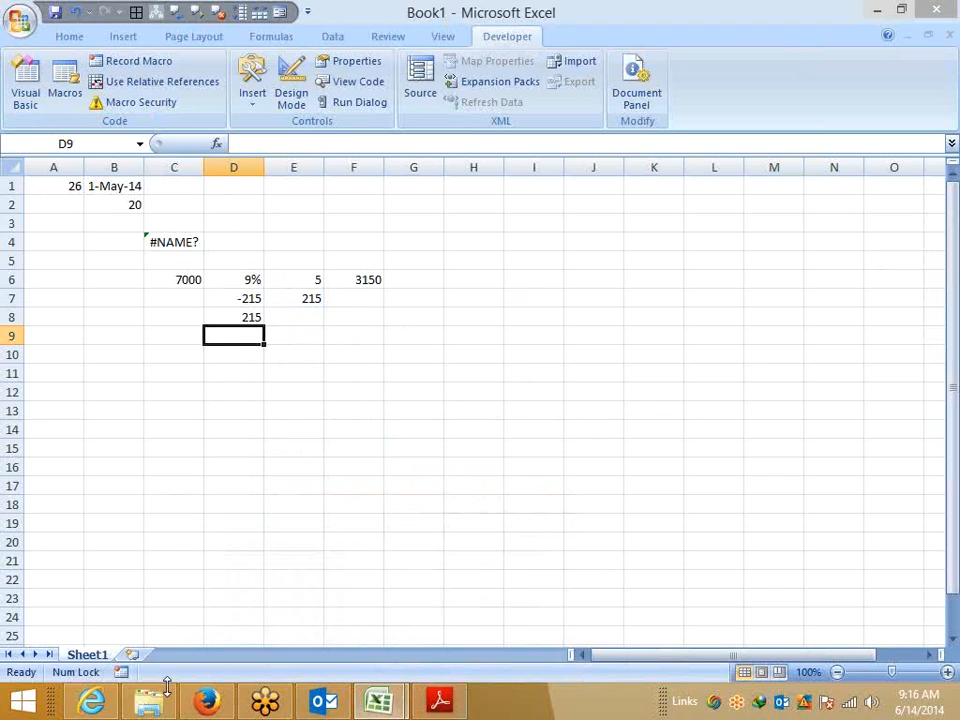 Book1 - Microsoft Excel
Home Insert Page Layout Formulas Data Review View Developer
Visual Basic
Macros
Record Macro
Use Relative References
Macro Security
Code
Insert
Design Mode
Properties
View Code
Run Dialog
Controls
Source
Map Properties
Expansion Packs
Refresh Data
Import
Export
XML
Document Panel
Modify
D9 fx
A B C D E F G H I J K L M N O
1 26 1-May-14
2 20
3
4 #NAME?
5
6 7000 9% 5 3150
7 -215 215
8 215
9
10
11
12
13
14
15
16
17
18
19
20
21
22
23
24
25
Sheet1
Ready Num Lock 100%
Links 9:16 AM
6/14/2014